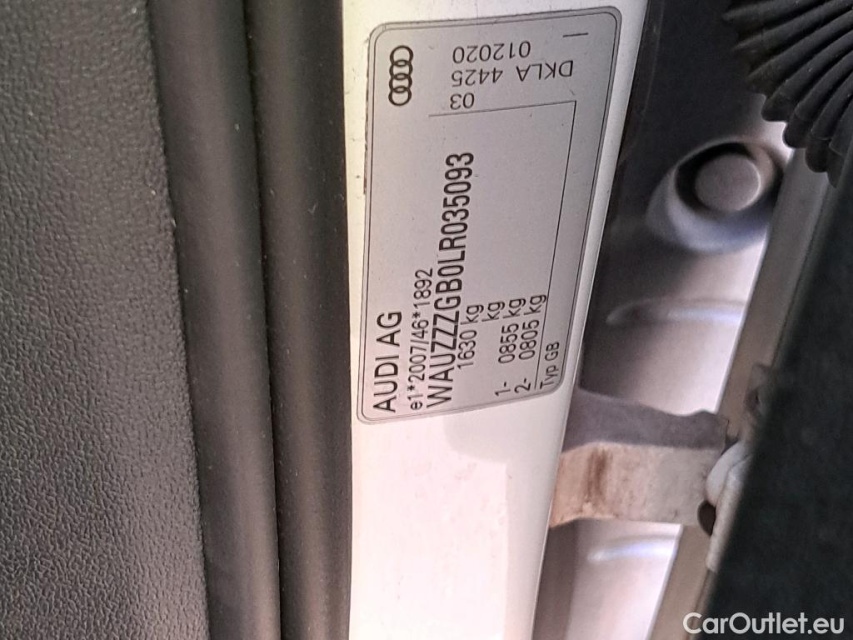 AUDI AG
e1*2007/46*1892
WAUZZZGB0LR035093
1630 kg
kg
1- 0855 kg
2- 0805 kg
Typ GB
03
DKLA 4425
012020
CarOutlet.eu